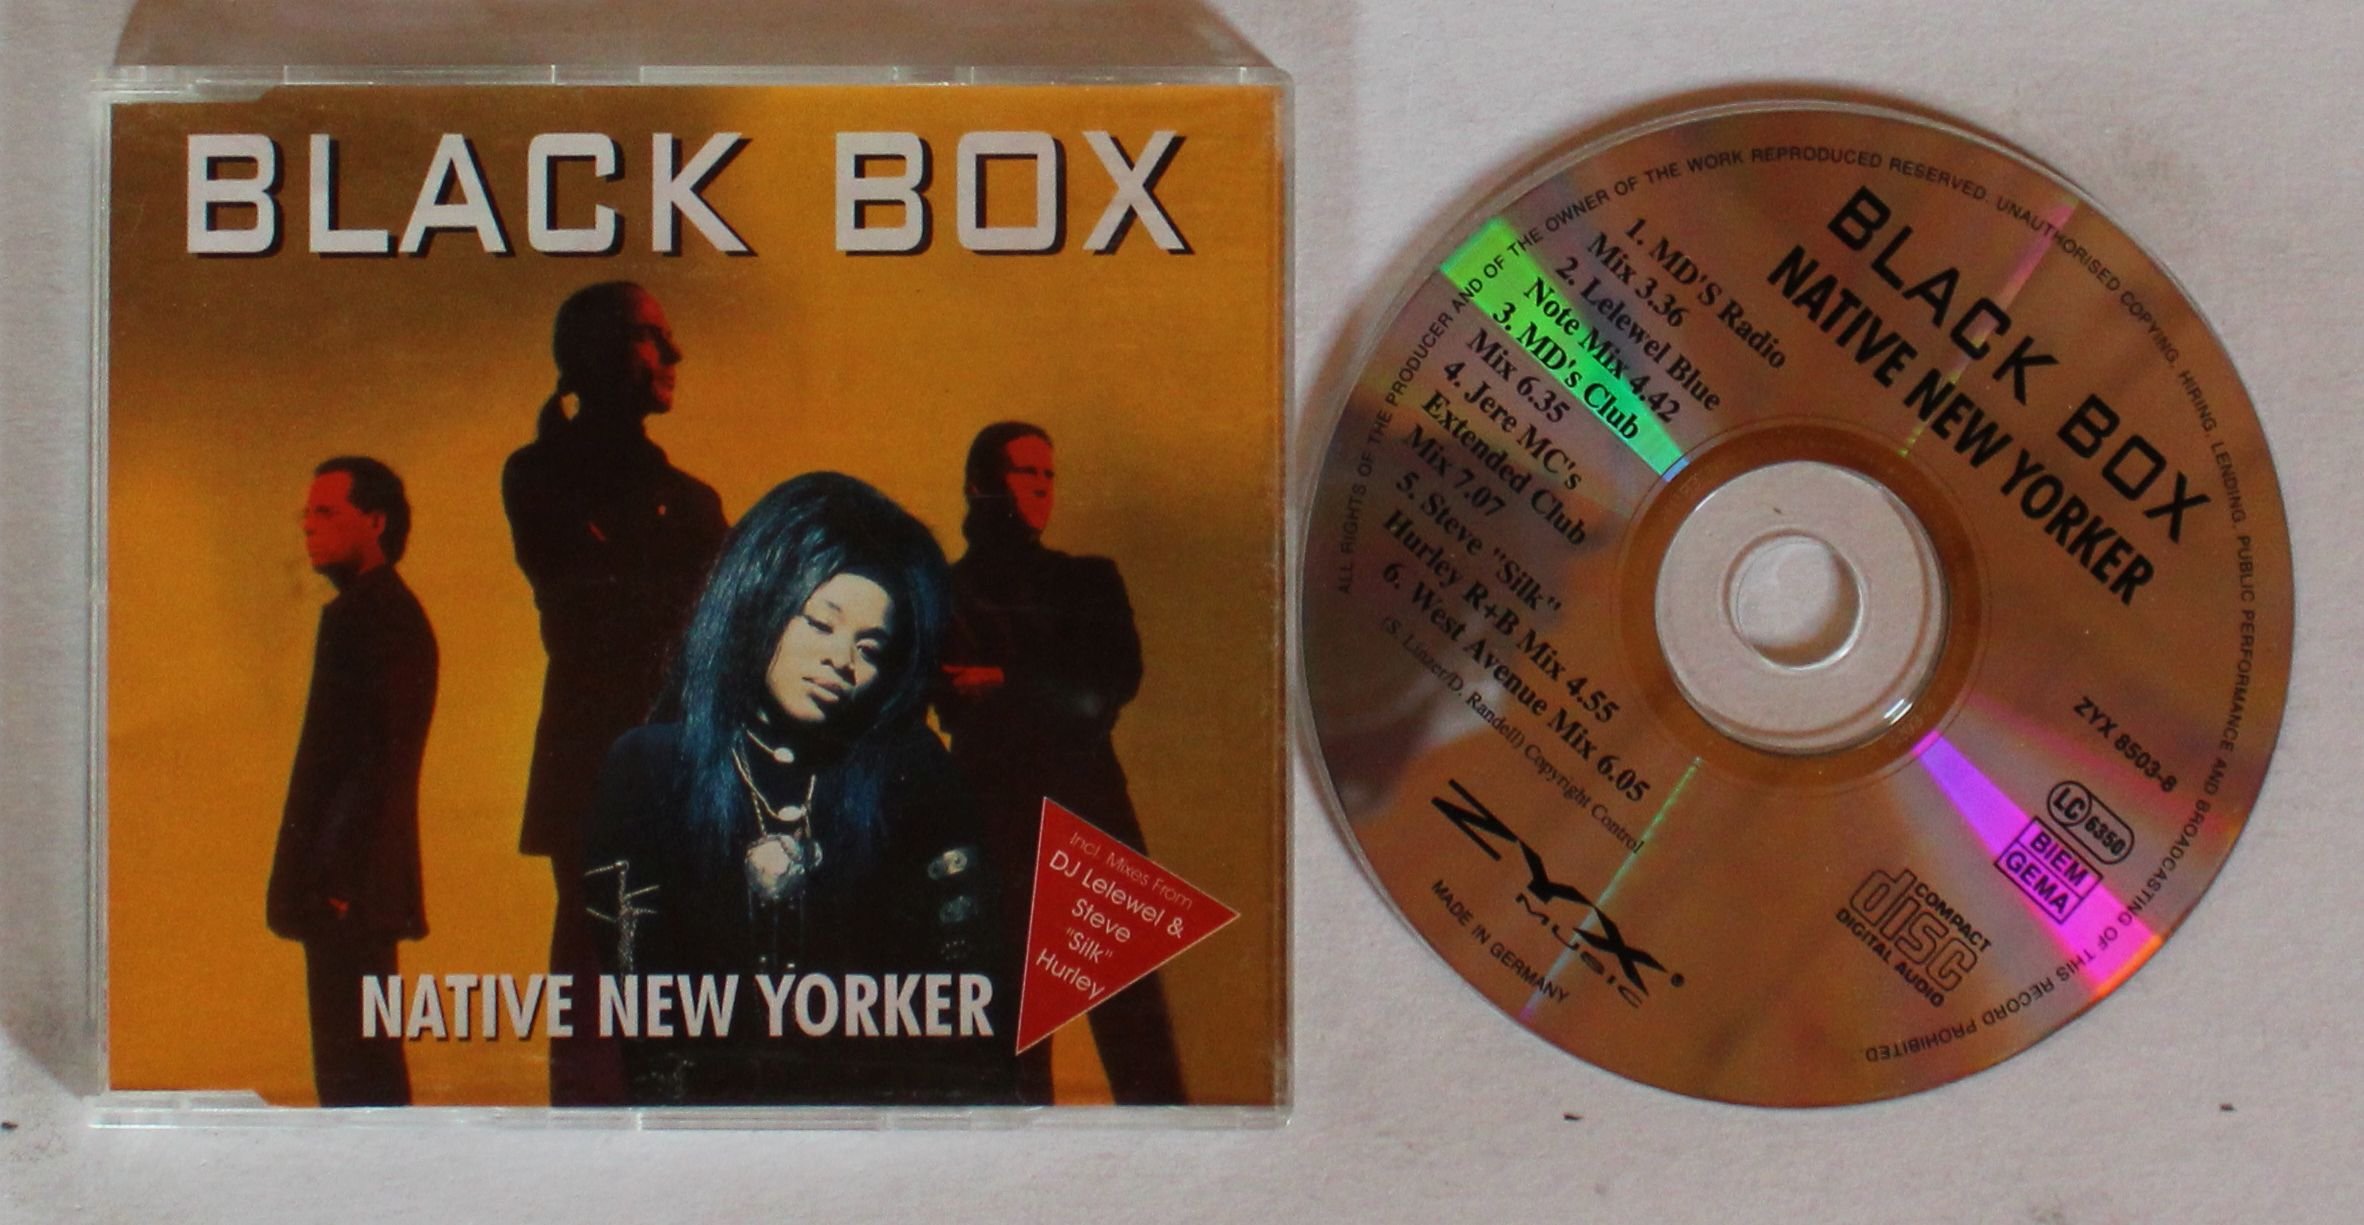 BLACK BOX
NATIVE NEW YORKER
Incl. Mixes From
DJ Lelewel &
Steve
"Silk"
Hurley
BLACK BOX
NATIVE NEW YORKER
1. MD'S Radio
Mix 3.36
2. Lelewel Blue
Note Mix 4.42
3. MD's Club
Mix 6.35
4. Jere MC's
Extended Club
Mix 7.07
5. Steve "Silk"
Hurley R+B Mix 4.55
6. West Avenue Mix 6.05
(S. Linzer/D. Randell) Copyright Control
ZYX 8503-8
LC 6350
BIEM
GEMA
COMPACT
disc
DIGITAL AUDIO
ZYX
MUSIC
®
MADE IN GERMANY
ALL RIGHTS OF THE PRODUCER AND OF THE OWNER OF THE WORK REPRODUCED RESERVED. UNAUTHORISED COPYING, HIRING, LENDING, PUBLIC PERFORMANCE AND BROADCASTING OF THIS RECORD PROHIBITED.